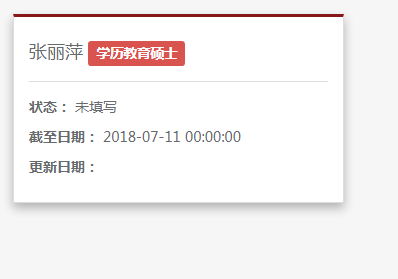 张丽萍 学历教育硕士
状态： 未填写
截至日期： 2018-07-11 00:00:00
更新日期：